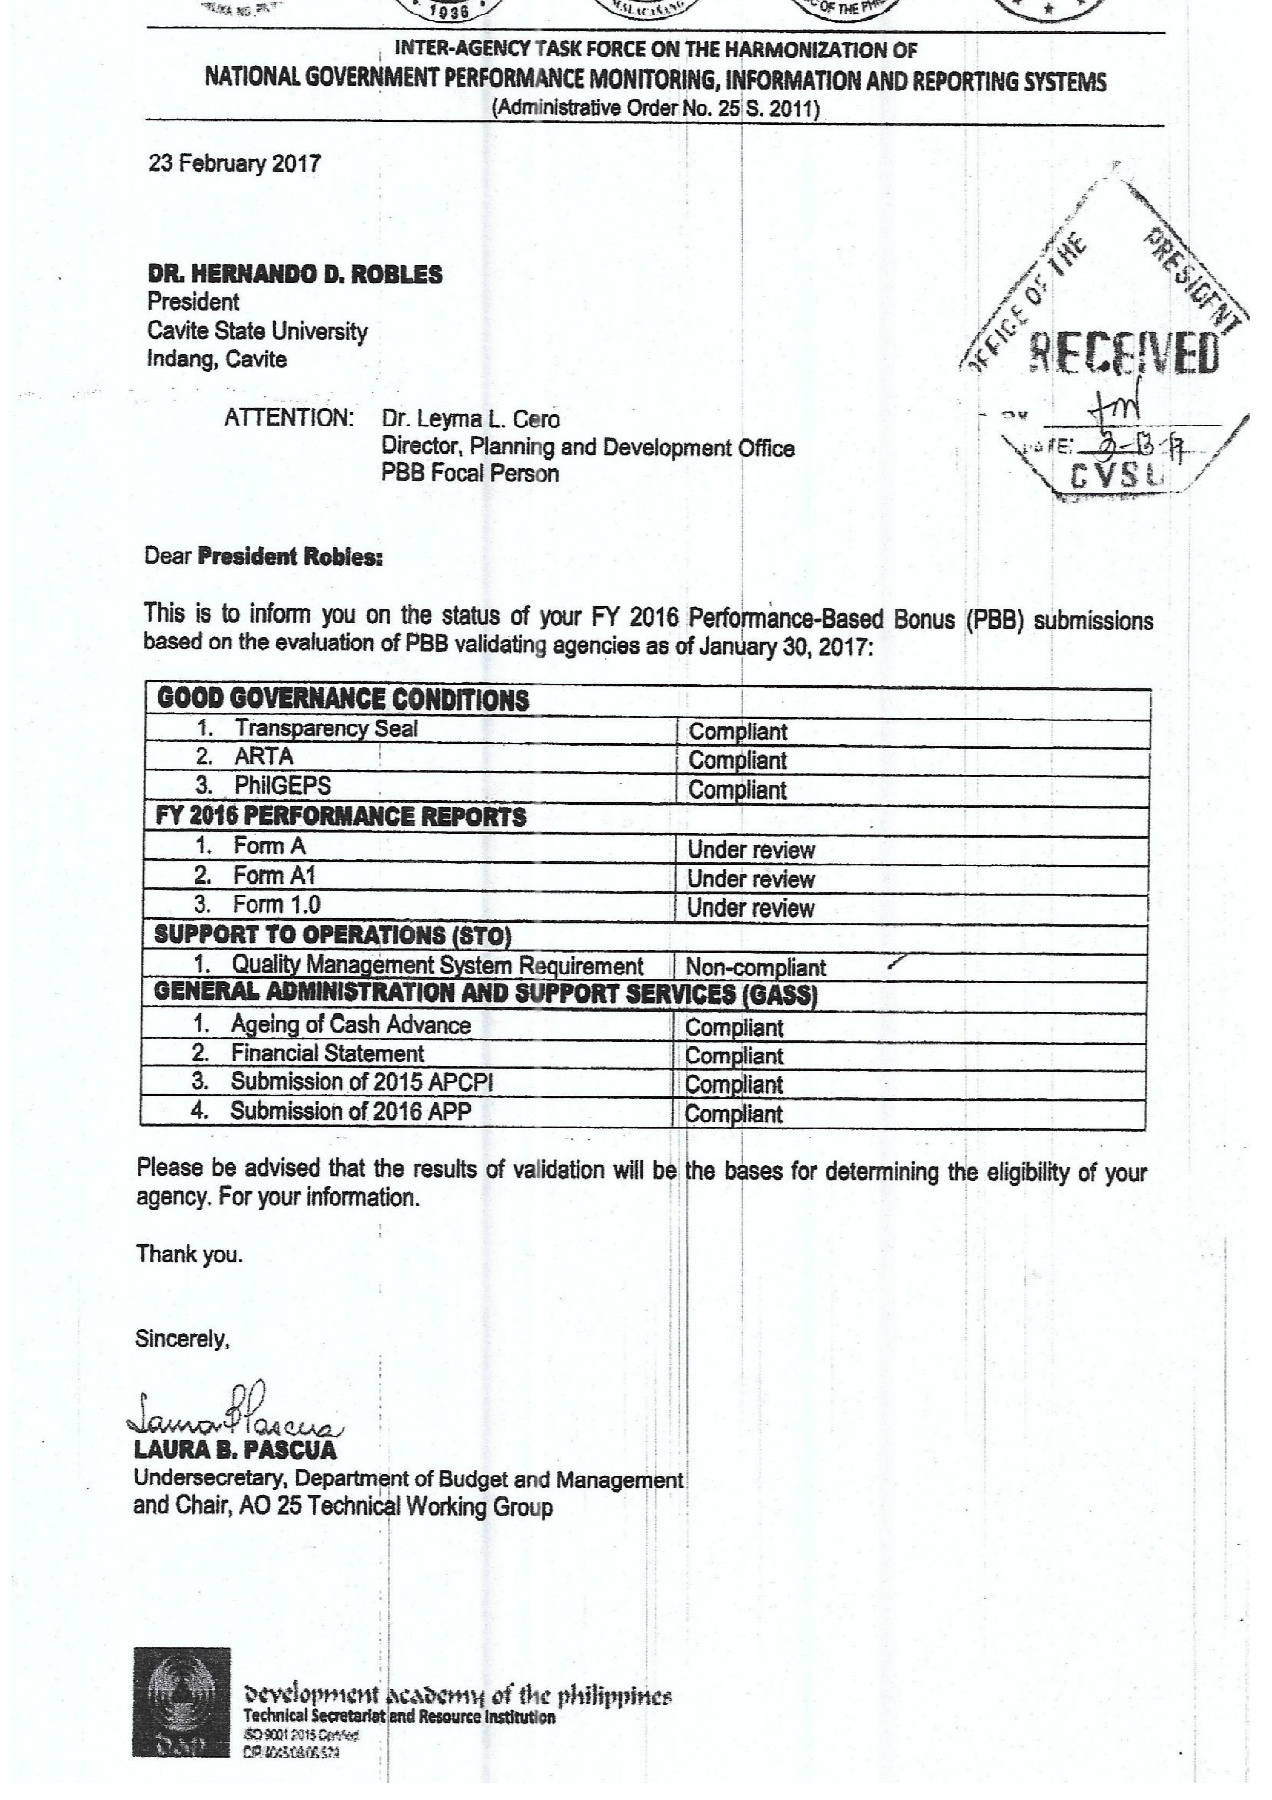 1936
MALACAÑANG
OF THE PHI
INTER-AGENCY TASK FORCE ON THE HARMONIZATION OF
NATIONAL GOVERNMENT PERFORMANCE MONITORING, INFORMATION AND REPORTING SYSTEMS
(Administrative Order No. 25 S. 2011)
23 February 2017
OFFICE OF THE PRESIDENT
RECEIVED
DATE: 3-13-17
CVSU
DR. HERNANDO D. ROBLES
President
Cavite State University
Indang, Cavite
ATTENTION: Dr. Leyma L. Cero
Director, Planning and Development Office
PBB Focal Person
Dear President Robles:
This is to inform you on the status of your FY 2016 Performance-Based Bonus (PBB) submissions
based on the evaluation of PBB validating agencies as of January 30, 2017:
GOOD GOVERNANCE CONDITIONS
1. Transparency Seal Compliant
2. ARTA Compliant
3. PhilGEPS Compliant
FY 2016 PERFORMANCE REPORTS
1. Form A Under review
2. Form A1 Under review
3. Form 1.0 Under review
SUPPORT TO OPERATIONS (STO)
1. Quality Management System Requirement Non-compliant
GENERAL ADMINISTRATION AND SUPPORT SERVICES (GASS)
1. Ageing of Cash Advance Compliant
2. Financial Statement Compliant
3. Submission of 2015 APCPI Compliant
4. Submission of 2016 APP Compliant
Please be advised that the results of validation will be the bases for determining the eligibility of your
agency. For your information.
Thank you.
Sincerely,
Laura B Pascua
LAURA B. PASCUA
Undersecretary, Department of Budget and Management
and Chair, AO 25 Technical Working Group
Development Academy of the philippines
Technical Secretariat and Resource Institution
ISO 9001:2015 Certified